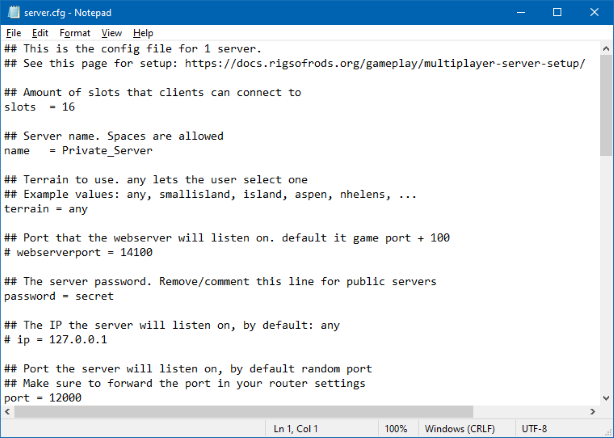 server.cfg - Notepad
File Edit Format View Help
## This is the config file for 1 server.
## See this page for setup: https://docs.rigsofrods.org/gameplay/multiplayer-server-setup/
## Amount of slots that clients can connect to
slots  = 16
## Server name. Spaces are allowed
name   = Private_Server
## Terrain to use. any lets the user select one
## Example values: any, smallisland, island, aspen, nhelens, ...
terrain = any
## Port that the webserver will listen on. default it game port + 100
# webserverport = 14100
## The server password. Remove/comment this line for public servers
password = secret
## The IP the server will listen on, by default: any
# ip = 127.0.0.1
## Port the server will listen on, by default random port
## Make sure to forward the port in your router settings
port = 12000
Ln 1, Col 1 100% Windows (CRLF) UTF-8